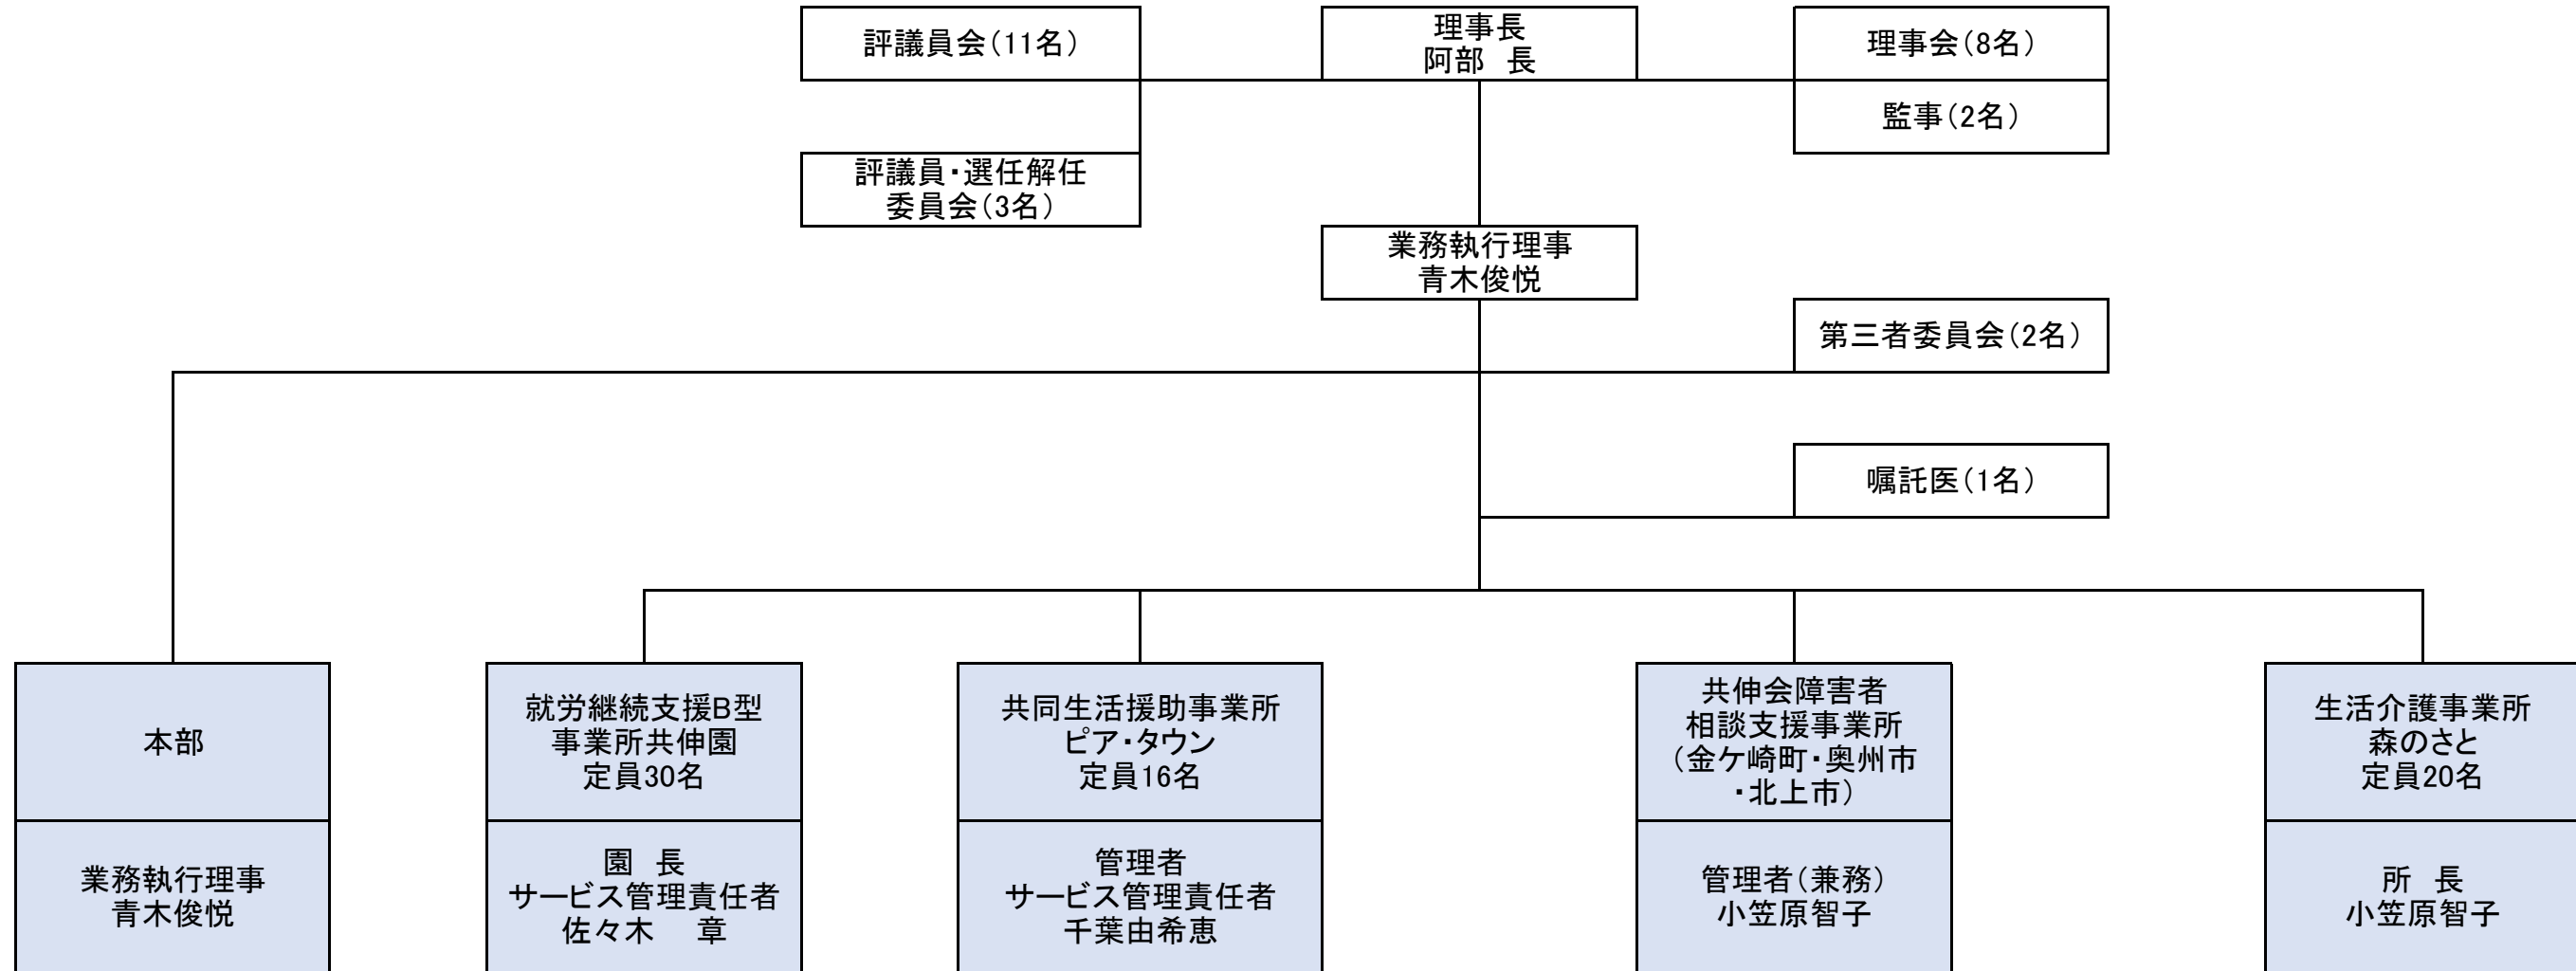 評議員会（11名）
理事長
阿部　長
理事会（8名）
監事（2名）
評議員・選任解任
委員会（3名）
業務執行理事
青木俊悦
第三者委員会（2名）
嘱託医（1名）
本部
業務執行理事
青木俊悦
就労継続支援B型
事業所共伸園
定員30名
園　長
サービス管理責任者
佐々木　章
共同生活援助事業所
ピア・タウン
定員16名
管理者
サービス管理責任者
千葉由希恵
共伸会障害者
相談支援事業所
（金ケ崎町・奥州市
・北上市）
管理者（兼務）
小笠原智子
生活介護事業所
森のさと
定員20名
所　長
小笠原智子